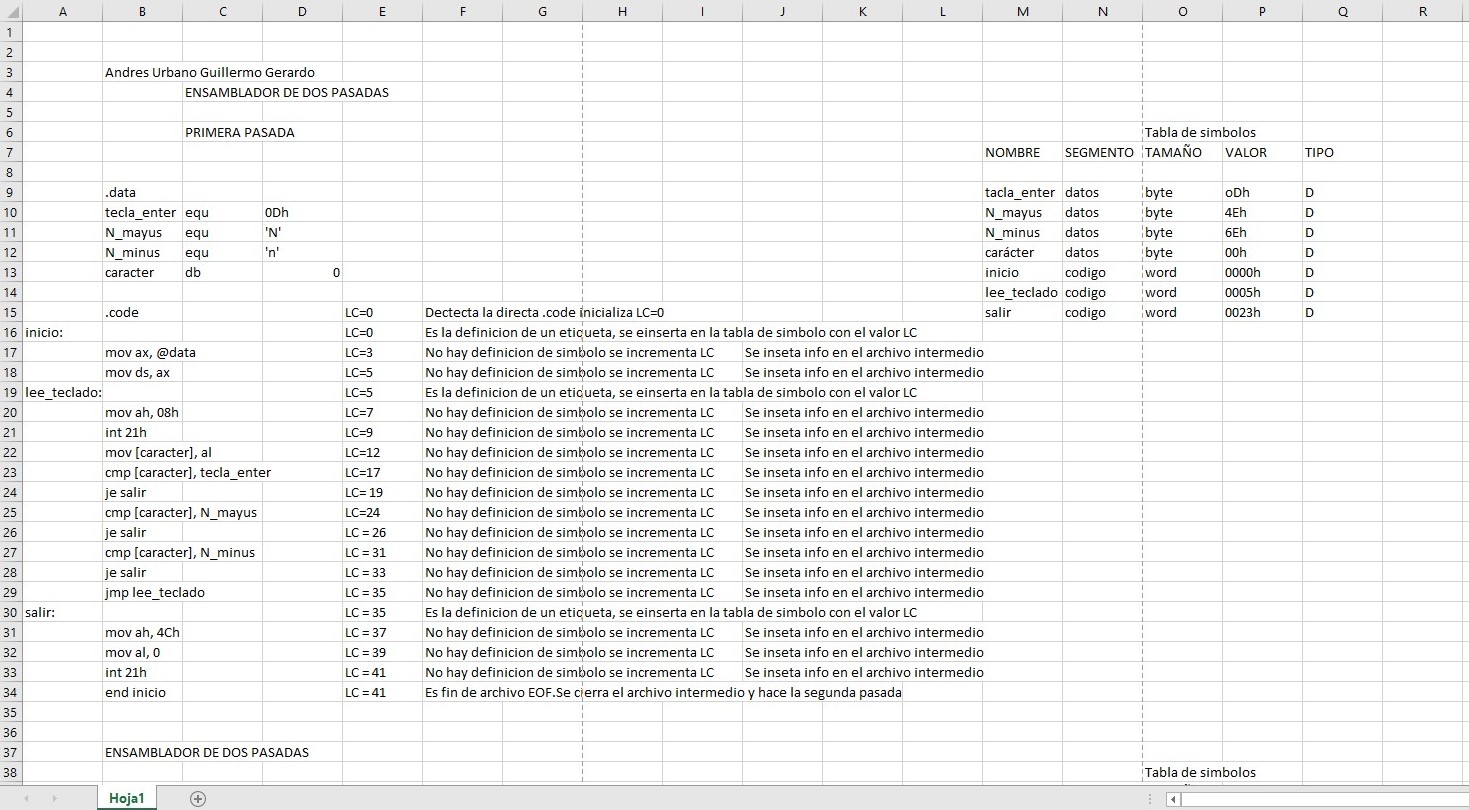 A B C D E F G H I J K L M N O P Q R
1
2
3 Andres Urbano Guillermo Gerardo
4 ENSAMBLADOR DE DOS PASADAS
5
6 PRIMERA PASADA Tabla de simbolos
7 NOMBRE SEGMENTO TAMAÑO VALOR TIPO
8
9 .data tacla_enter datos byte oDh D
10 tecla_enter equ 0Dh N_mayus datos byte 4Eh D
11 N_mayus equ 'N' N_minus datos byte 6Eh D
12 N_minus equ 'n' carácter datos byte 00h D
13 caracter db 0 inicio codigo word 0000h D
14 lee_teclado codigo word 0005h D
15 .code LC=0 Dectecta la directa .code inicializa LC=0 salir codigo word 0023h D
16 inicio: LC=0 Es la definicion de un etiqueta, se einserta en la tabla de simbolo con el valor LC
17 mov ax, @data LC=3 No hay definicion de simbolo se incrementa LC Se inseta info en el archivo intermedio
18 mov ds, ax LC=5 No hay definicion de simbolo se incrementa LC Se inseta info en el archivo intermedio
19 lee_teclado: LC=5 Es la definicion de un etiqueta, se einserta en la tabla de simbolo con el valor LC
20 mov ah, 08h LC=7 No hay definicion de simbolo se incrementa LC Se inseta info en el archivo intermedio
21 int 21h LC=9 No hay definicion de simbolo se incrementa LC Se inseta info en el archivo intermedio
22 mov [caracter], al LC=12 No hay definicion de simbolo se incrementa LC Se inseta info en el archivo intermedio
23 cmp [caracter], tecla_enter LC=17 No hay definicion de simbolo se incrementa LC Se inseta info en el archivo intermedio
24 je salir LC= 19 No hay definicion de simbolo se incrementa LC Se inseta info en el archivo intermedio
25 cmp [caracter], N_mayus LC=24 No hay definicion de simbolo se incrementa LC Se inseta info en el archivo intermedio
26 je salir LC = 26 No hay definicion de simbolo se incrementa LC Se inseta info en el archivo intermedio
27 cmp [caracter], N_minus LC = 31 No hay definicion de simbolo se incrementa LC Se inseta info en el archivo intermedio
28 je salir LC = 33 No hay definicion de simbolo se incrementa LC Se inseta info en el archivo intermedio
29 jmp lee_teclado LC = 35 No hay definicion de simbolo se incrementa LC Se inseta info en el archivo intermedio
30 salir: LC = 35 Es la definicion de un etiqueta, se einserta en la tabla de simbolo con el valor LC
31 mov ah, 4Ch LC = 37 No hay definicion de simbolo se incrementa LC Se inseta info en el archivo intermedio
32 mov al, 0 LC = 39 No hay definicion de simbolo se incrementa LC Se inseta info en el archivo intermedio
33 int 21h LC = 41 No hay definicion de simbolo se incrementa LC Se inseta info en el archivo intermedio
34 end inicio LC = 41 Es fin de archivo EOF.Se cierra el archivo intermedio y hace la segunda pasada
35
36
37 ENSAMBLADOR DE DOS PASADAS
38 Tabla de simbolos
Hoja1